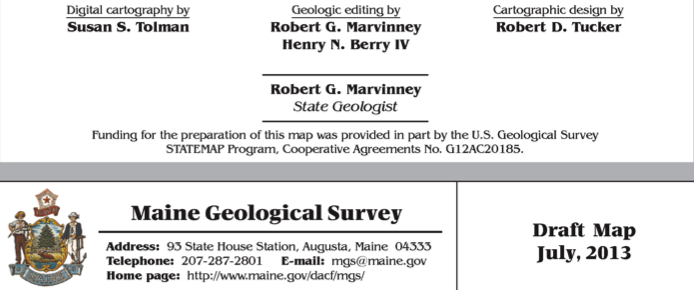 Digital cartography by
Susan S. Tolman
Geologic editing by
Robert G. Marvinney
Henry N. Berry IV
Cartographic design by
Robert D. Tucker
Robert G. Marvinney
State Geologist
Funding for the preparation of this map was provided in part by the U.S. Geological Survey
STATEMAP Program, Cooperative Agreements No. G12AC20185.
Maine Geological Survey
Address: 93 State House Station, Augusta, Maine 04333
Telephone: 207-287-2801 E-mail: mgs@maine.gov
Home page: http://www.maine.gov/dacf/mgs/
Draft Map
July, 2013